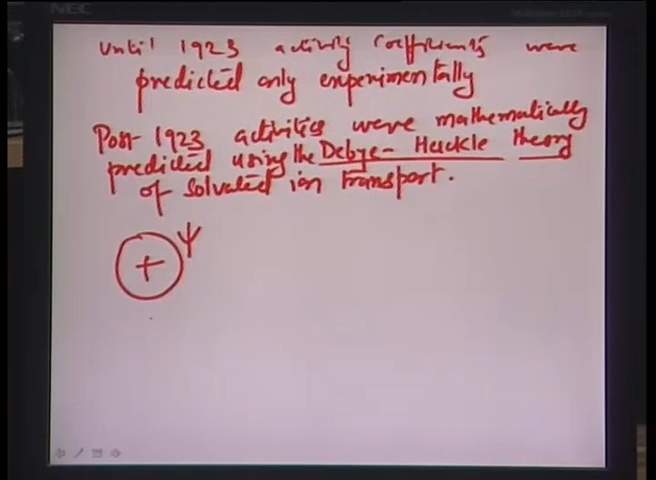 NEC
Until 1923 activity coefficients were
predicted only experimentally
Post-1923 activities were mathematically
predicted using the Debye-Huckle theory
of solvated ion transport.
+ ψ